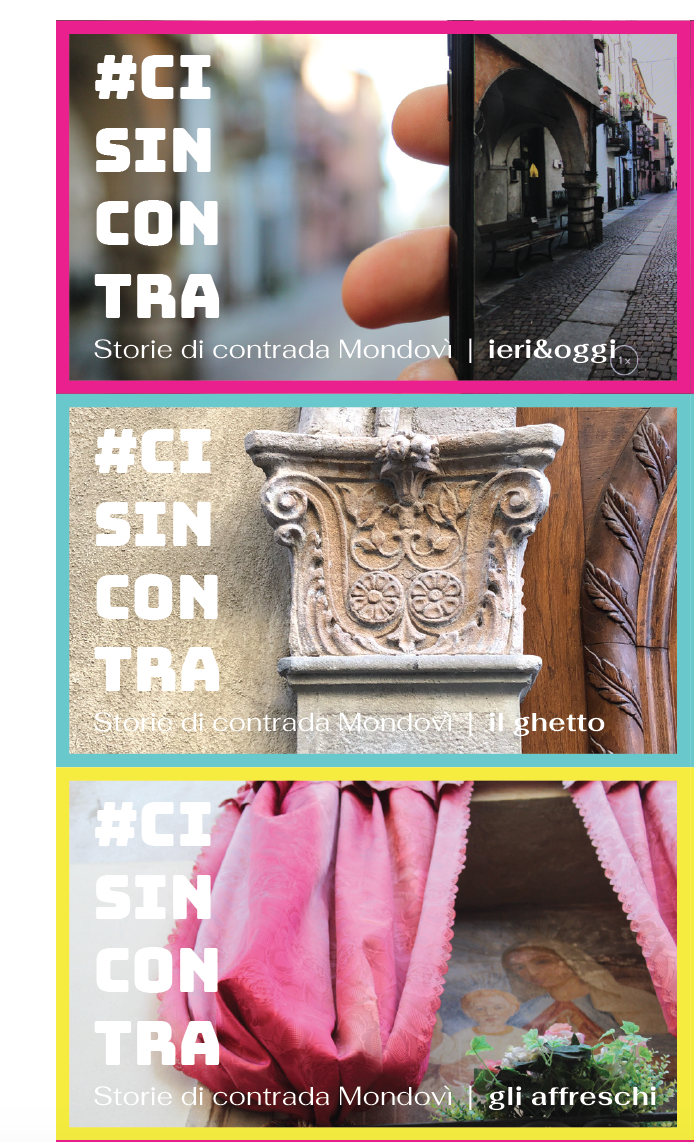 #CI
SIN
CON
TRA
Storie di contrada Mondovì | ieri&oggi
1×
#CI
SIN
CON
TRA
Storie di contrada Mondovì | il ghetto
#CI
SIN
CON
TRA
Storie di contrada Mondovì | gli affreschi